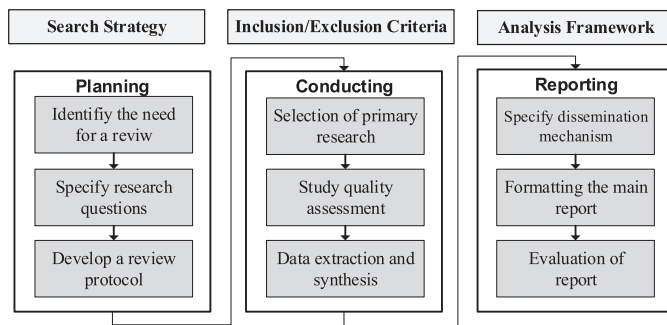 Search Strategy
Planning
Identifiy the need
for a reviw
Specify research
questions
Develop a review
protocol
Inclusion/Exclusion Criteria
Conducting
Selection of primary
research
Study quality
assessment
Data extraction and
synthesis
Analysis Framework
Reporting
Specify dissemination
mechanism
Formatting the main
report
Evaluation of
report